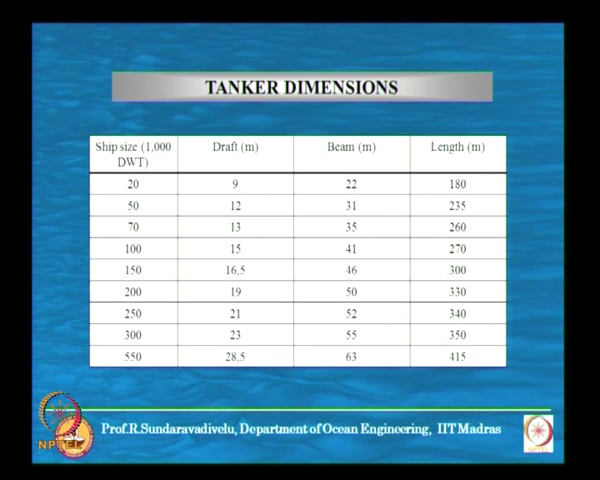 TANKER DIMENSIONS
Ship size (1,000 DWT) Draft (m) Beam (m) Length (m)
20 9 22 180
50 12 31 235
70 13 35 260
100 15 41 270
150 16.5 46 300
200 19 50 330
250 21 52 340
300 23 55 350
550 28.5 63 415
Prof.R.Sundaravadivelu, Department of Ocean Engineering, IIT Madras
NPTEL